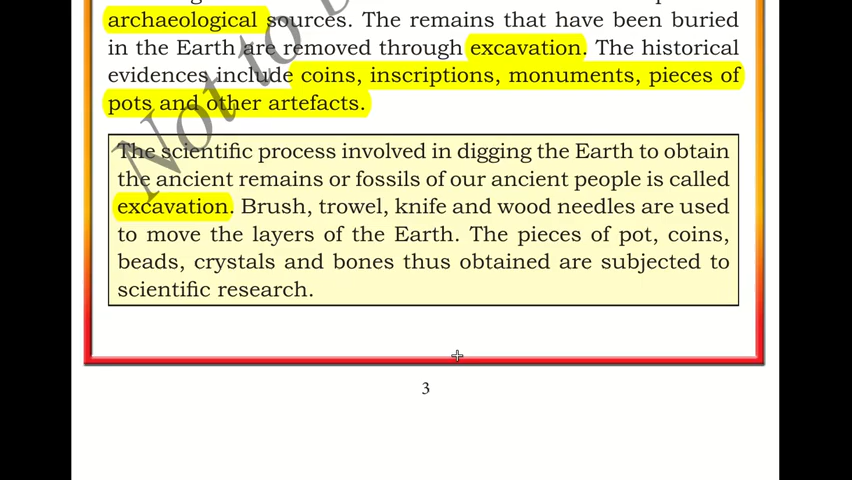 archaeological sources. The remains that have been buried
in the Earth are removed through excavation. The historical
evidences include coins, inscriptions, monuments, pieces of
pots and other artefacts.
The scientific process involved in digging the Earth to obtain
the ancient remains or fossils of our ancient people is called
excavation. Brush, trowel, knife and wood needles are used
to move the layers of the Earth. The pieces of pot, coins,
beads, crystals and bones thus obtained are subjected to
scientific research.
3
Not to